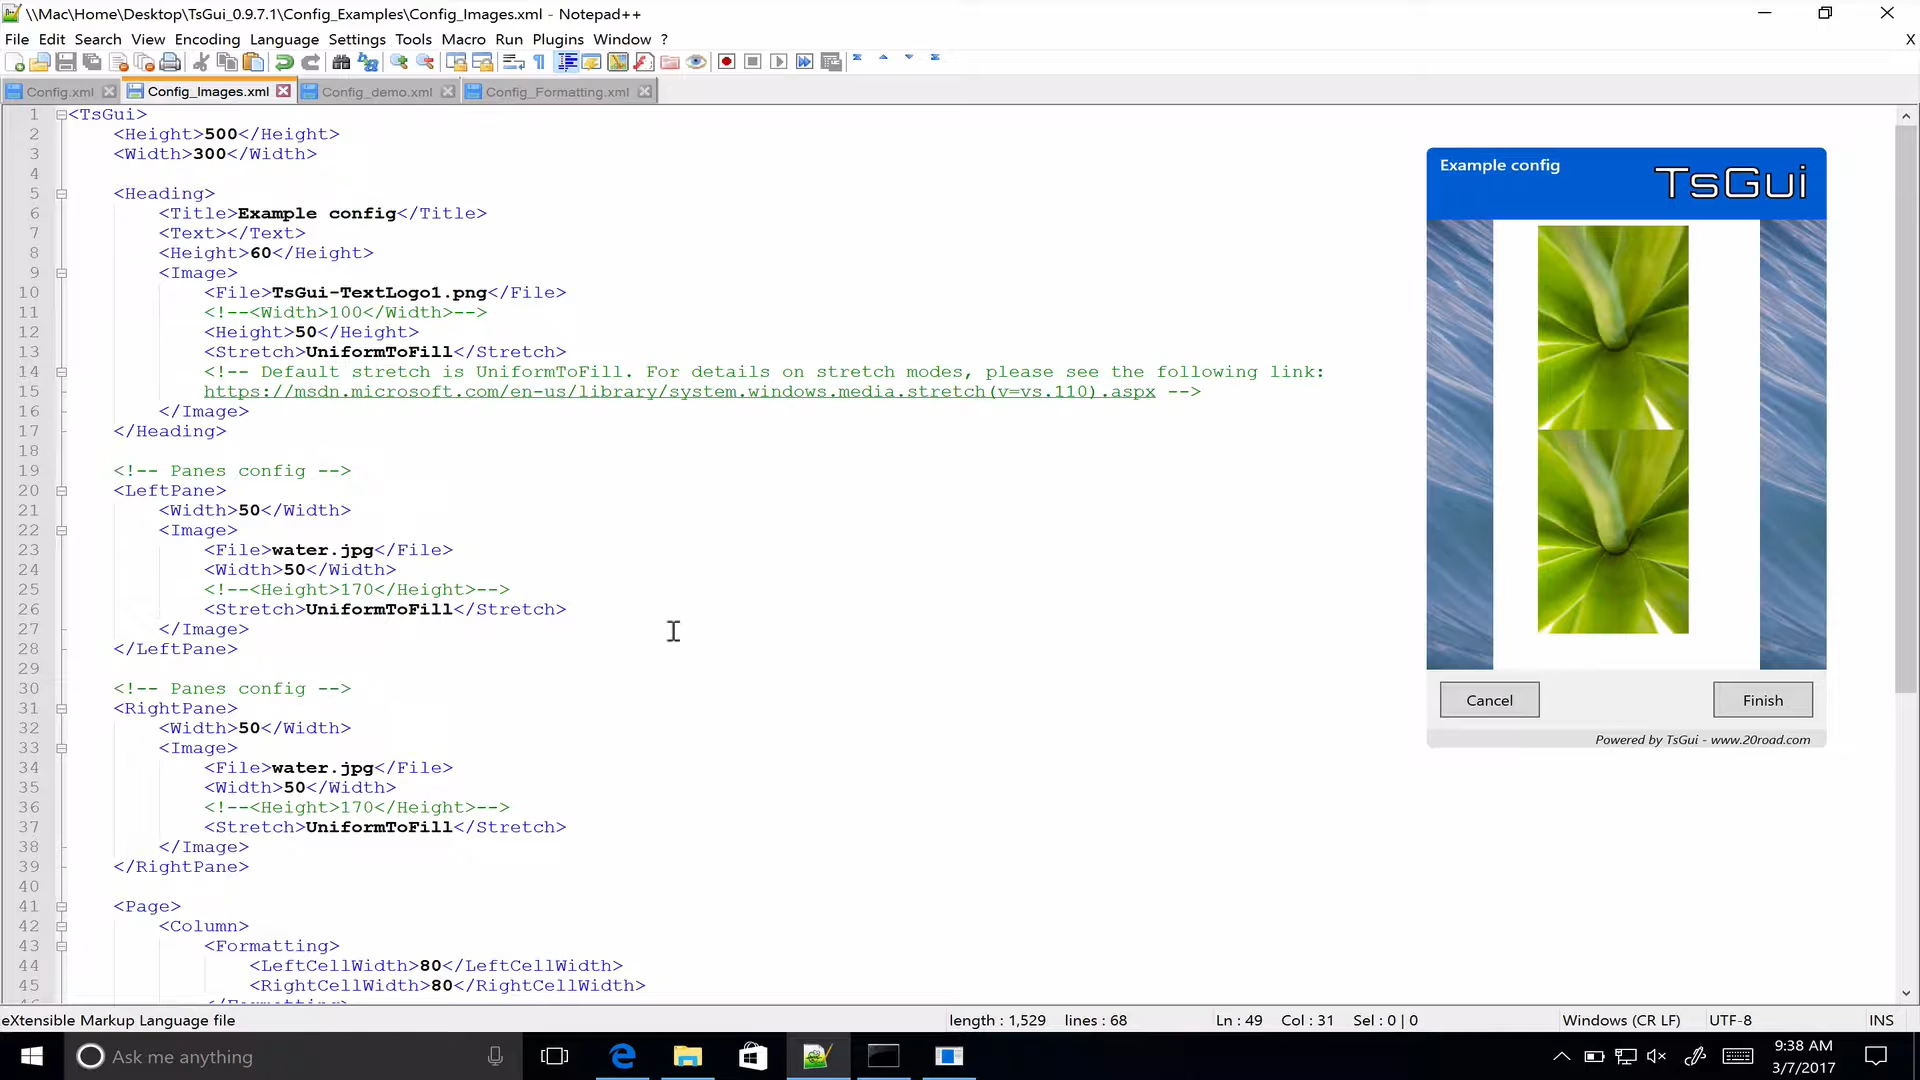 \\Mac\Home\Desktop\TsGui_0.9.7.1\Config_Examples\Config_Images.xml - Notepad++
File Edit Search View Encoding Language Settings Tools Macro Run Plugins Window ? X
Config.xml Config_Images.xml Config_demo.xml Config_Formatting.xml
1 <TsGui>
2 <Height>500</Height>
3 <Width>300</Width>
4
5 <Heading>
6 <Title>Example config</Title>
7 <Text></Text>
8 <Height>60</Height>
9 <Image>
10 <File>TsGui-TextLogo1.png</File>
11 <!--<Width>100</Width>-->
12 <Height>50</Height>
13 <Stretch>UniformToFill</Stretch>
14 <!-- Default stretch is UniformToFill. For details on stretch modes, please see the following link:
15 https://msdn.microsoft.com/en-us/library/system.windows.media.stretch(v=vs.110).aspx -->
16 </Image>
17 </Heading>
18
19 <!-- Panes config -->
20 <LeftPane>
21 <Width>50</Width>
22 <Image>
23 <File>water.jpg</File>
24 <Width>50</Width>
25 <!--<Height>170</Height>-->
26 <Stretch>UniformToFill</Stretch>
27 </Image>
28 </LeftPane>
29
30 <!-- Panes config -->
31 <RightPane>
32 <Width>50</Width>
33 <Image>
34 <File>water.jpg</File>
35 <Width>50</Width>
36 <!--<Height>170</Height>-->
37 <Stretch>UniformToFill</Stretch>
38 </Image>
39 </RightPane>
40
41 <Page>
42 <Column>
43 <Formatting>
44 <LeftCellWidth>80</LeftCellWidth>
45 <RightCellWidth>80</RightCellWidth>
46 </Formatting>
Example config
TsGui
Cancel
Finish
Powered by TsGui - www.20road.com
eXtensible Markup Language file length : 1,529 lines : 68 Ln : 49 Col : 31 Sel : 0 | 0 Windows (CR LF) UTF-8 INS
Ask me anything
9:38 AM
3/7/2017